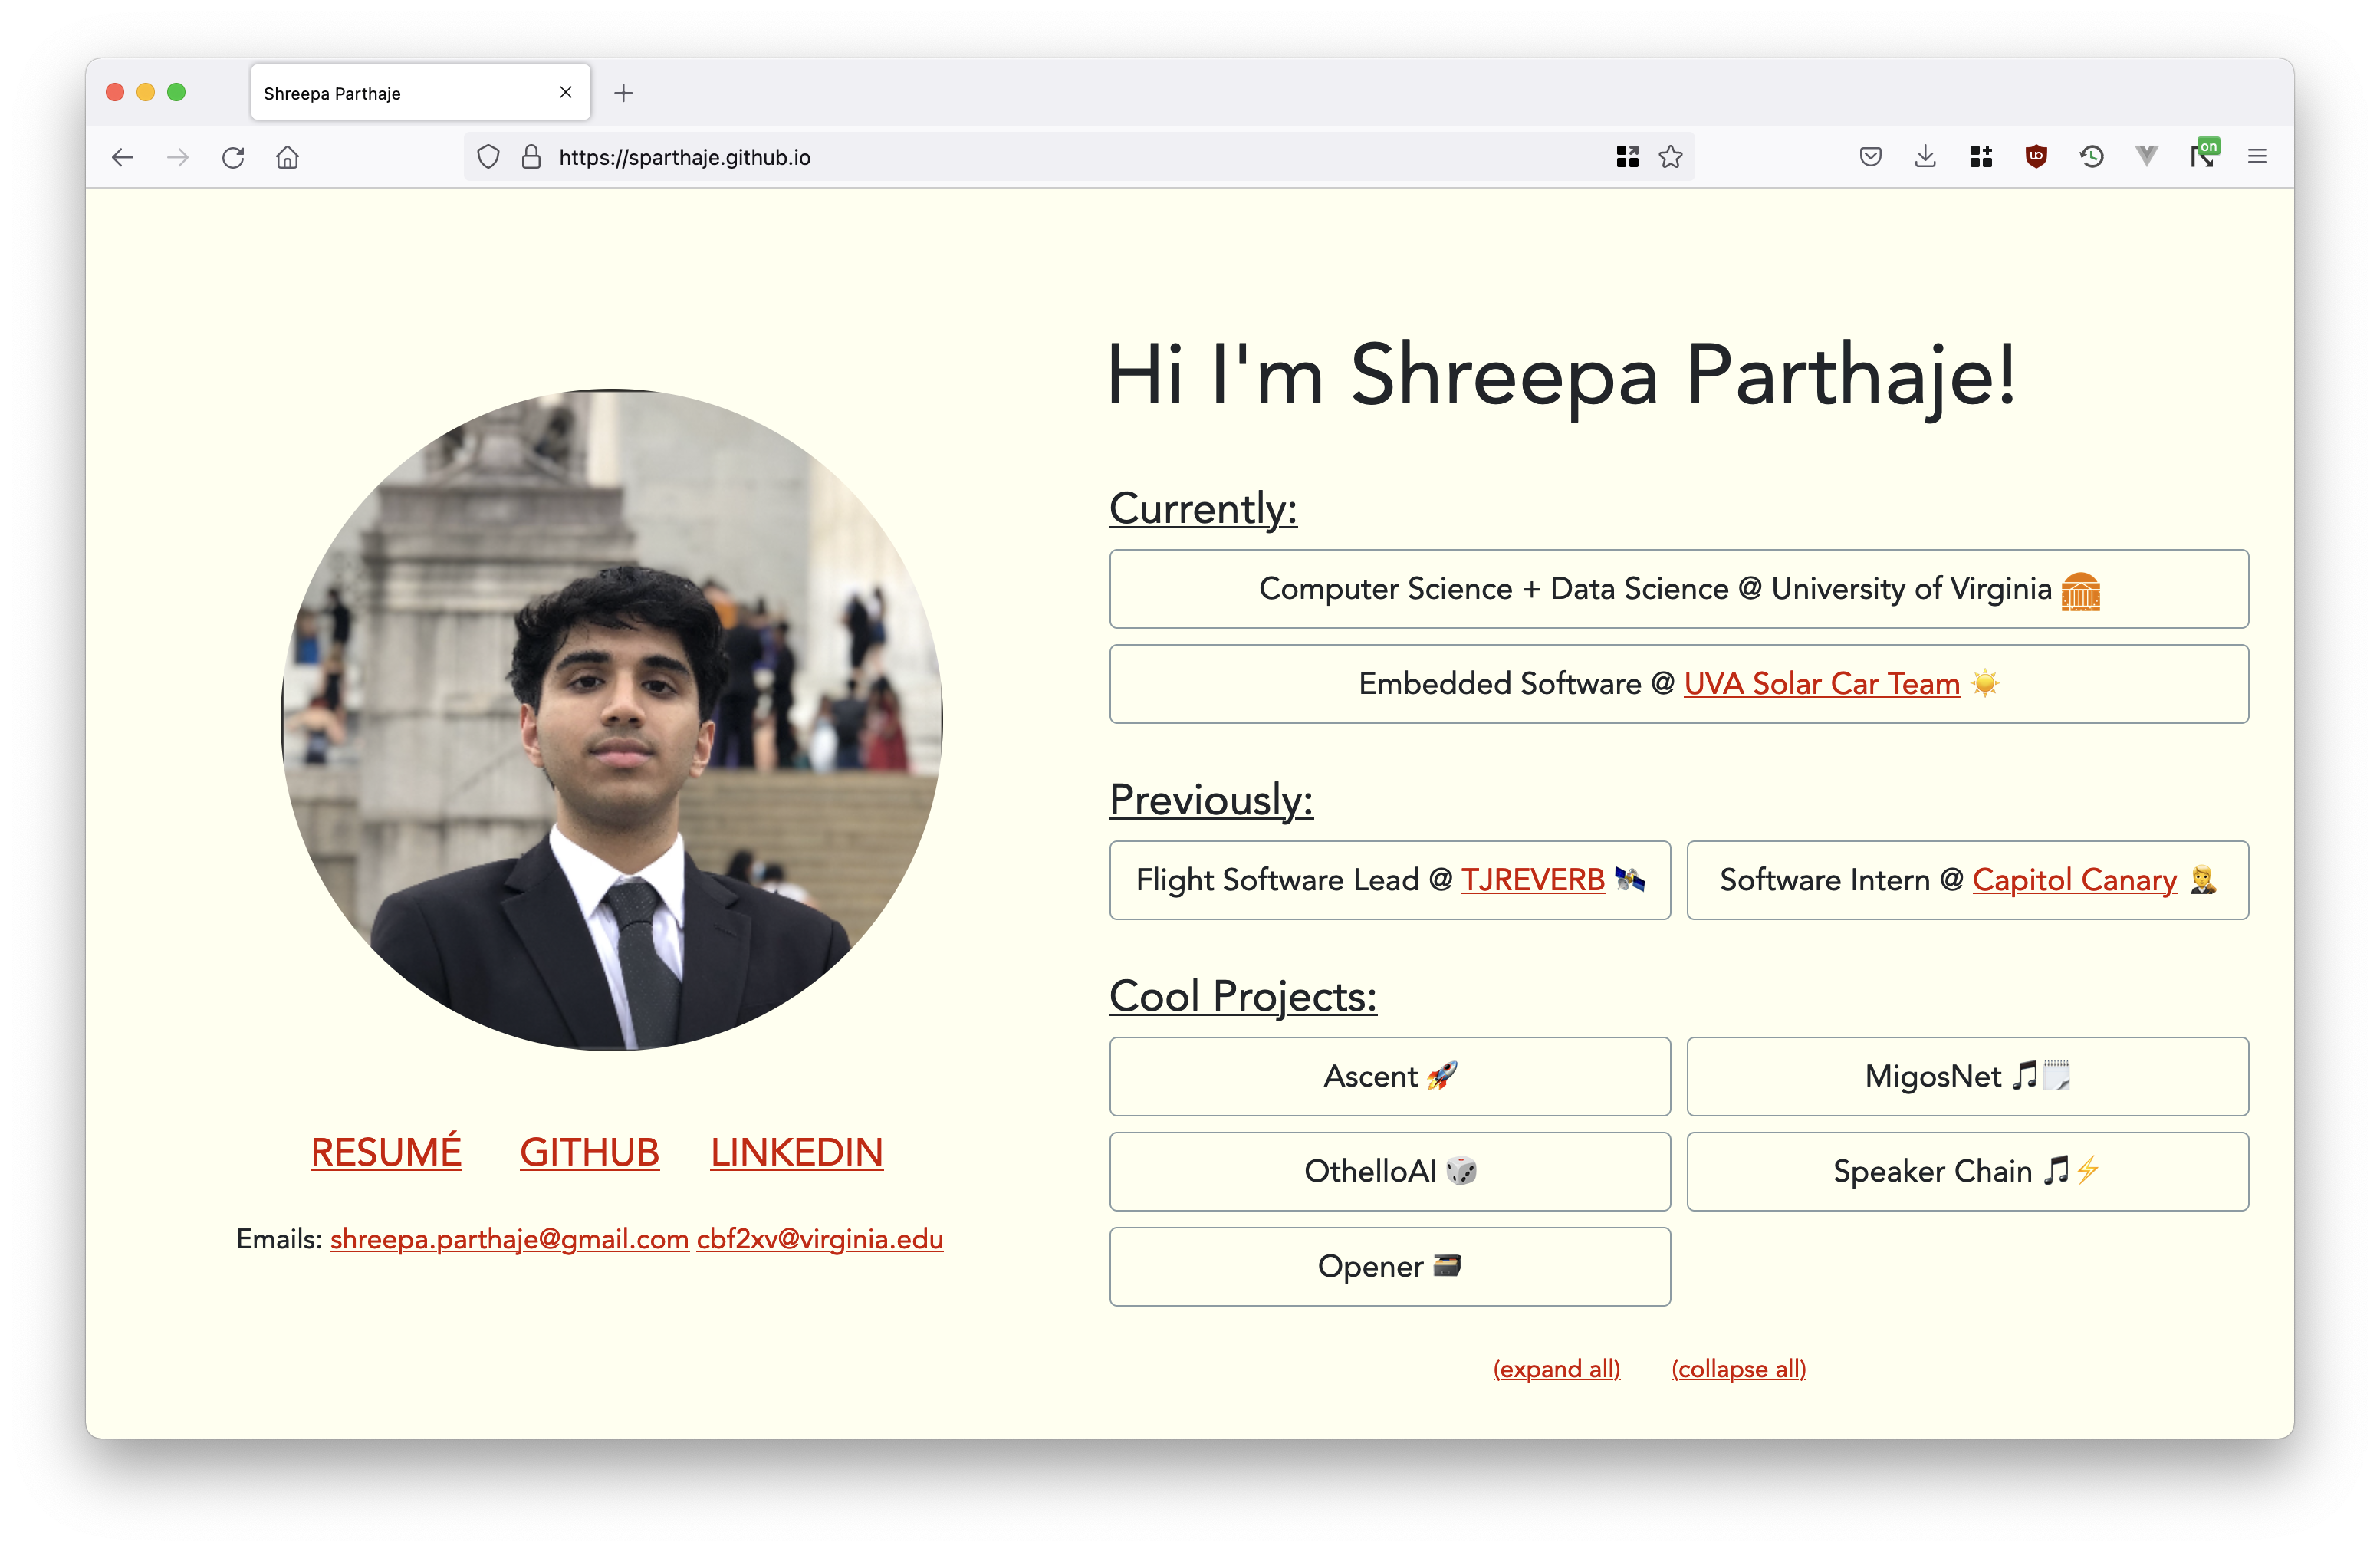 Shreepa Parthaje
https://sparthaje.github.io
on
Hi I'm Shreepa Parthaje!
Currently:
Computer Science + Data Science @ University of Virginia
Embedded Software @ UVA Solar Car Team ☀️
Previously:
Flight Software Lead @ TJREVERB 🛰️
Software Intern @ Capitol Canary
Cool Projects:
Ascent 🚀
MigosNet 🎵🗒️
OthelloAI 🎲
Speaker Chain 🎵⚡
Opener 🗃️
(expand all) (collapse all)
RESUMÉ GITHUB LINKEDIN
Emails: shreepa.parthaje@gmail.com cbf2xv@virginia.edu